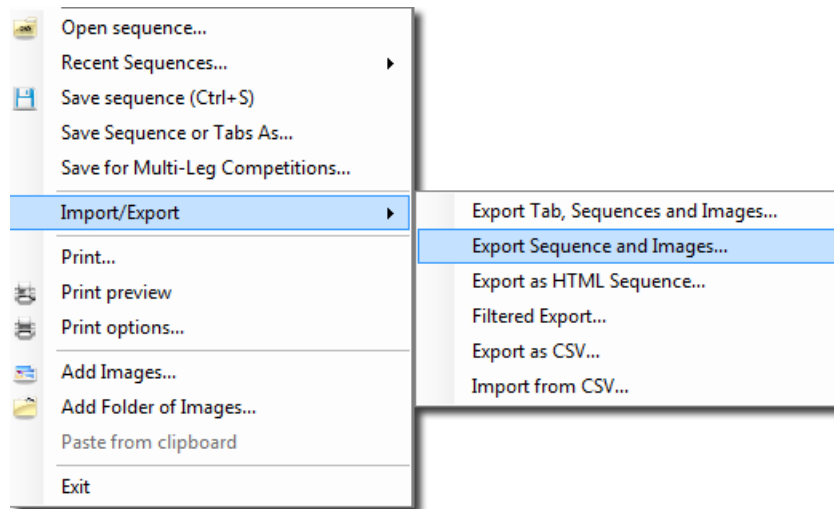 Open sequence...
Recent Sequences...
Save sequence (Ctrl+S)
Save Sequence or Tabs As...
Save for Multi-Leg Competitions...
Import/Export
Print...
Print preview
Print options...
Add Images...
Add Folder of Images...
Paste from clipboard
Exit
Export Tab, Sequences and Images...
Export Sequence and Images...
Export as HTML Sequence...
Filtered Export...
Export as CSV...
Import from CSV...